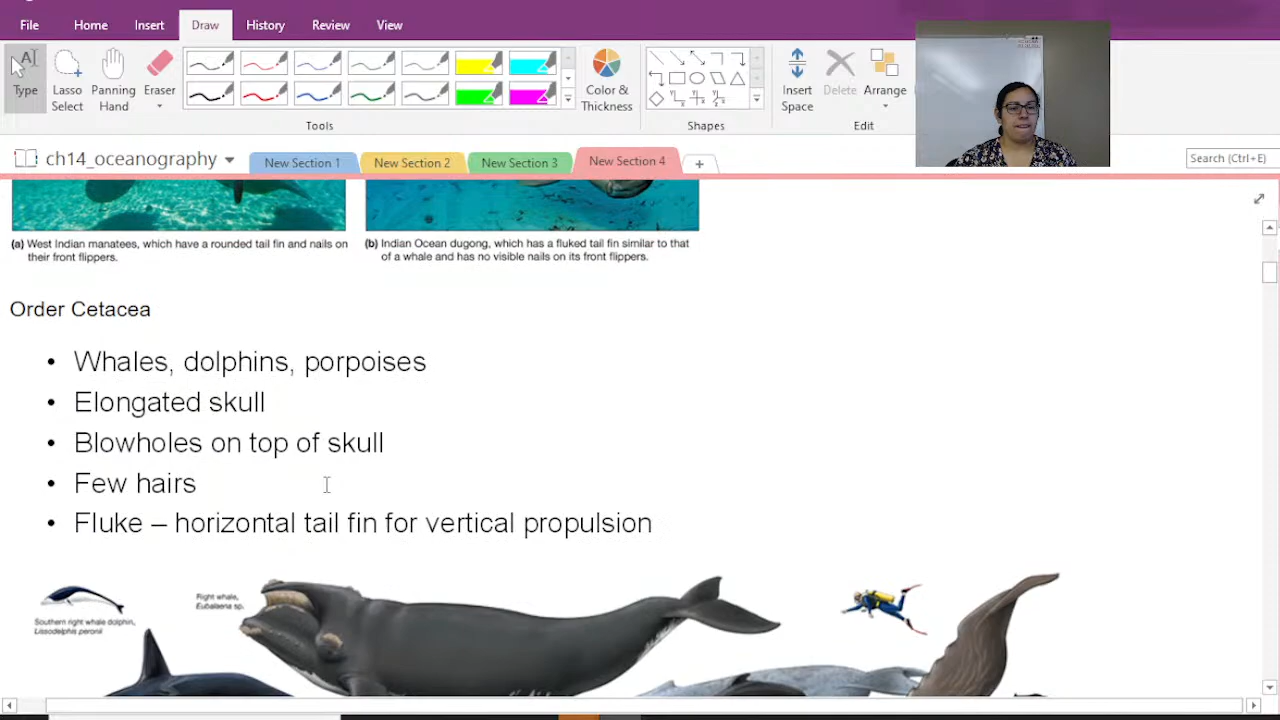 File Home Insert Draw History Review View
Type
Lasso Select
Panning Hand
Eraser
Color & Thickness
Insert Space
Delete
Arrange
Tools
Shapes
Edit
ch14_oceanography
New Section 1
New Section 2
New Section 3
New Section 4
Search (Ctrl+E)
(a) West Indian manatees, which have a rounded tail fin and nails on
their front flippers.
(b) Indian Ocean dugong, which has a fluked tail fin similar to that
of a whale and has no visible nails on its front flippers.
Order Cetacea
• Whales, dolphins, porpoises
• Elongated skull
• Blowholes on top of skull
• Few hairs
• Fluke – horizontal tail fin for vertical propulsion
Southern right whale dolphin,
Lissodelphis peronii
Right whale,
Eubalaena sp.